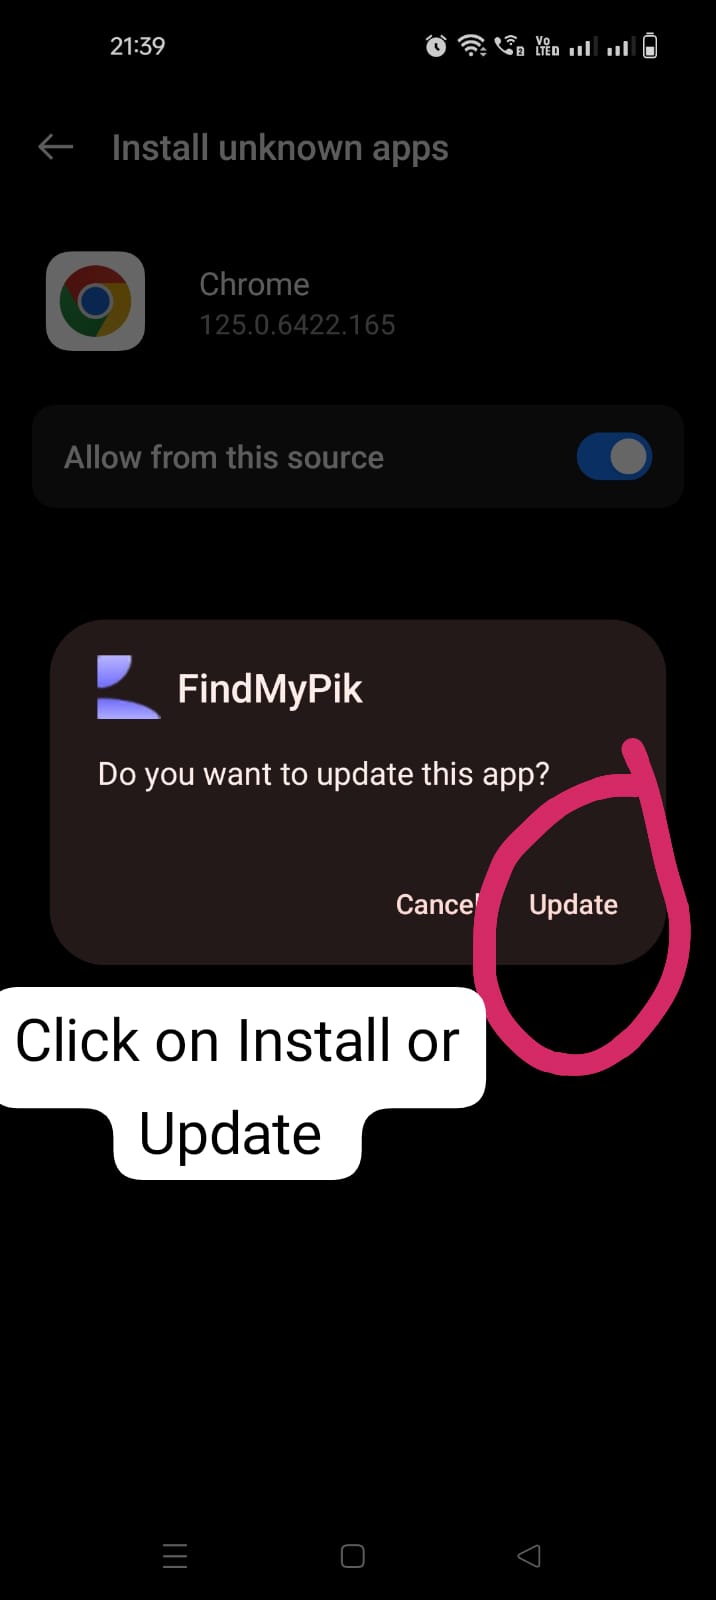 21:39
Vo
LTE
2
Install unknown apps
Chrome
125.0.6422.165
Allow from this source
FindMyPik
Do you want to update this app?
Cancel Update
Click on Install or
Update